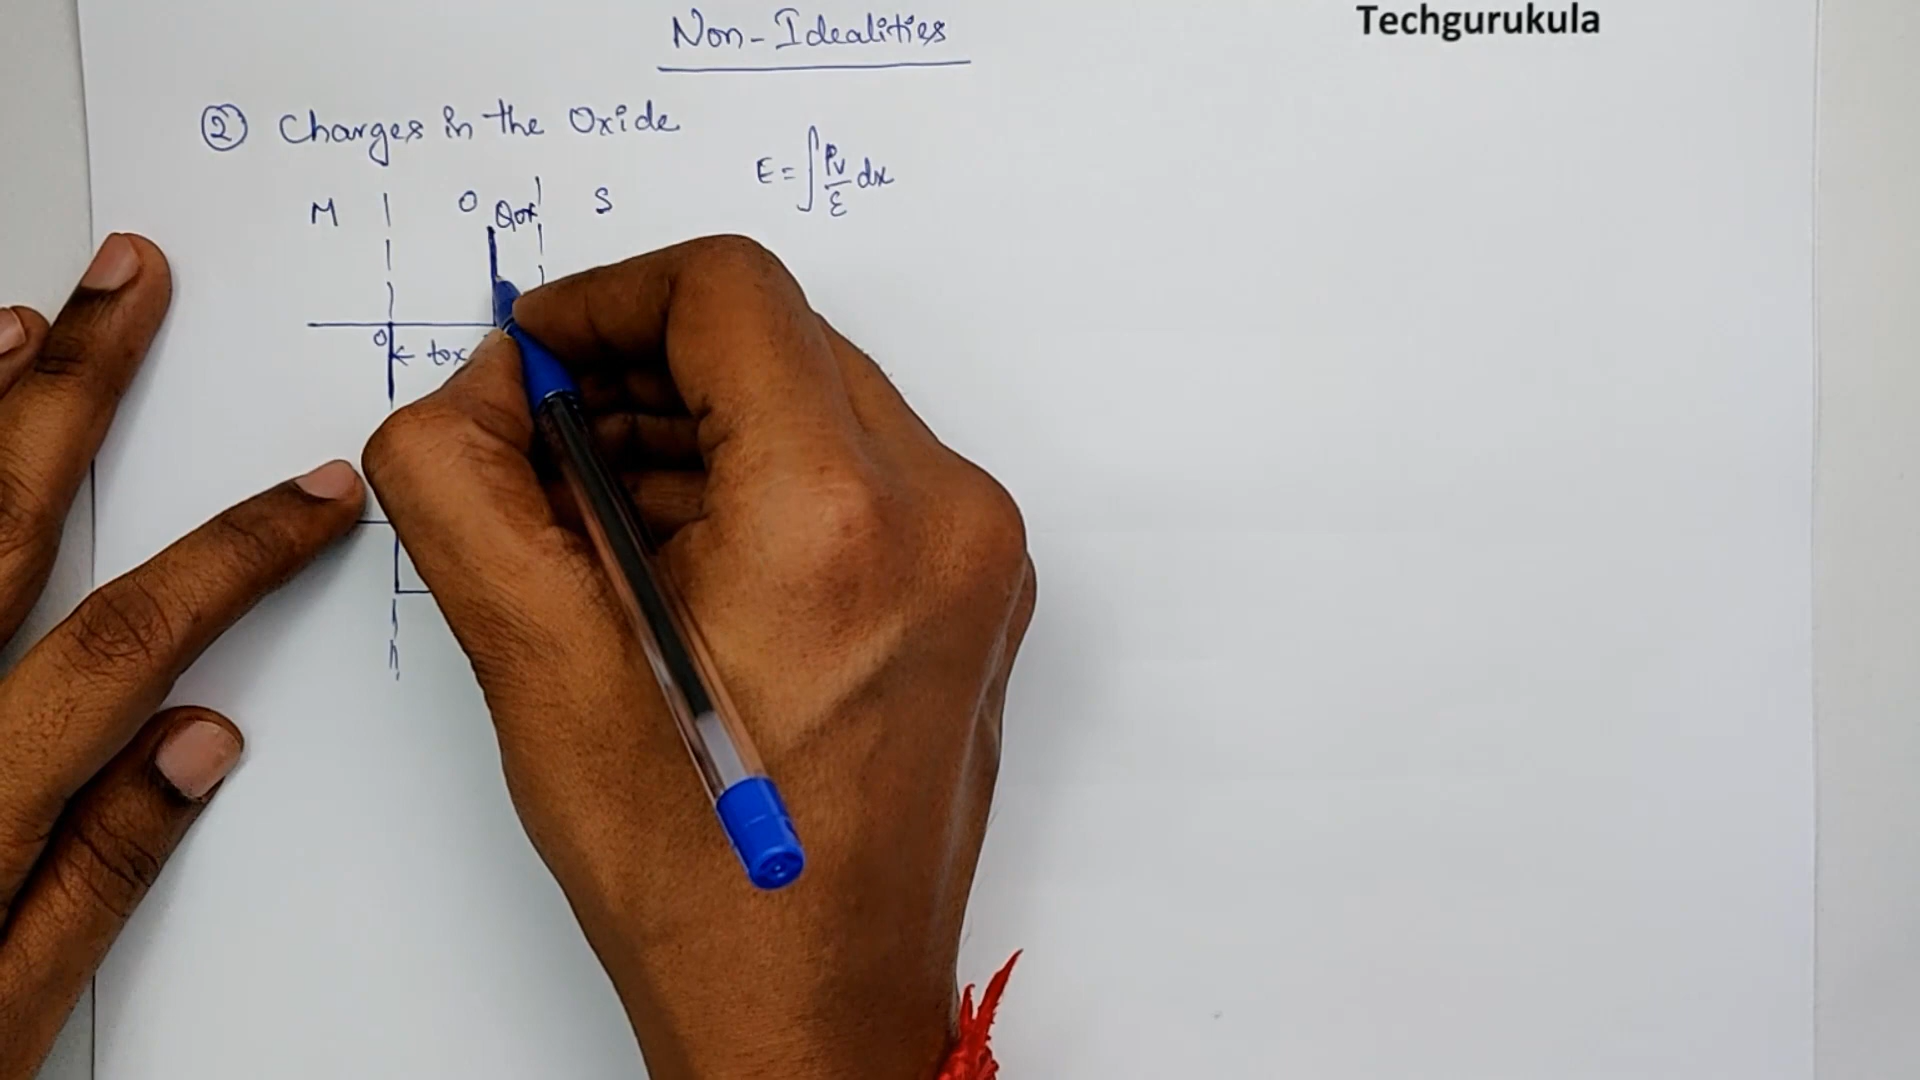 Techgurukula
Non-Idealities
② Charges in the Oxide
E = ∫ ρv/ε dx
M O Qox S
0
← tox